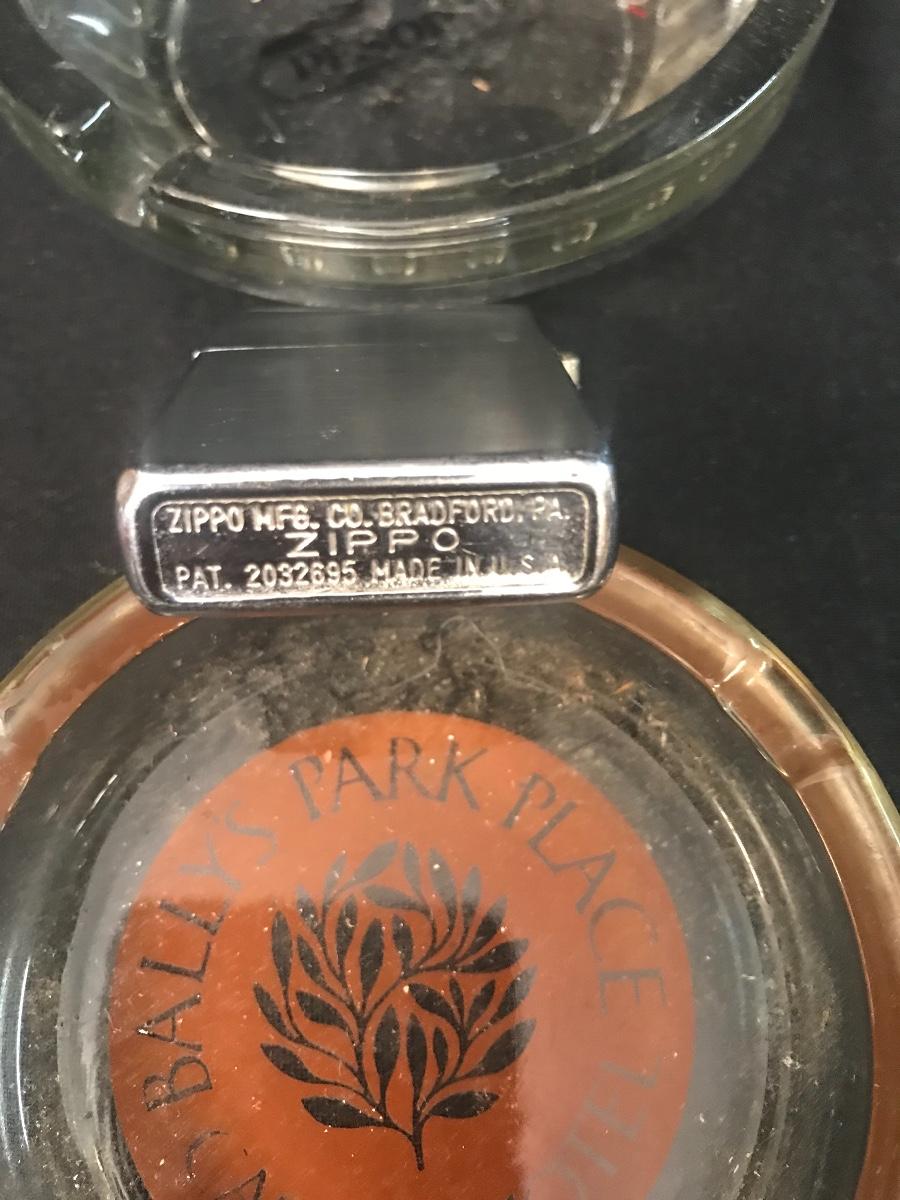 ZIPPO MFG. CO. BRADFORD, PA.
ZIPPO
PAT. 2032695 MADE IN U.S.A.
BALLY'S PARK PLACE